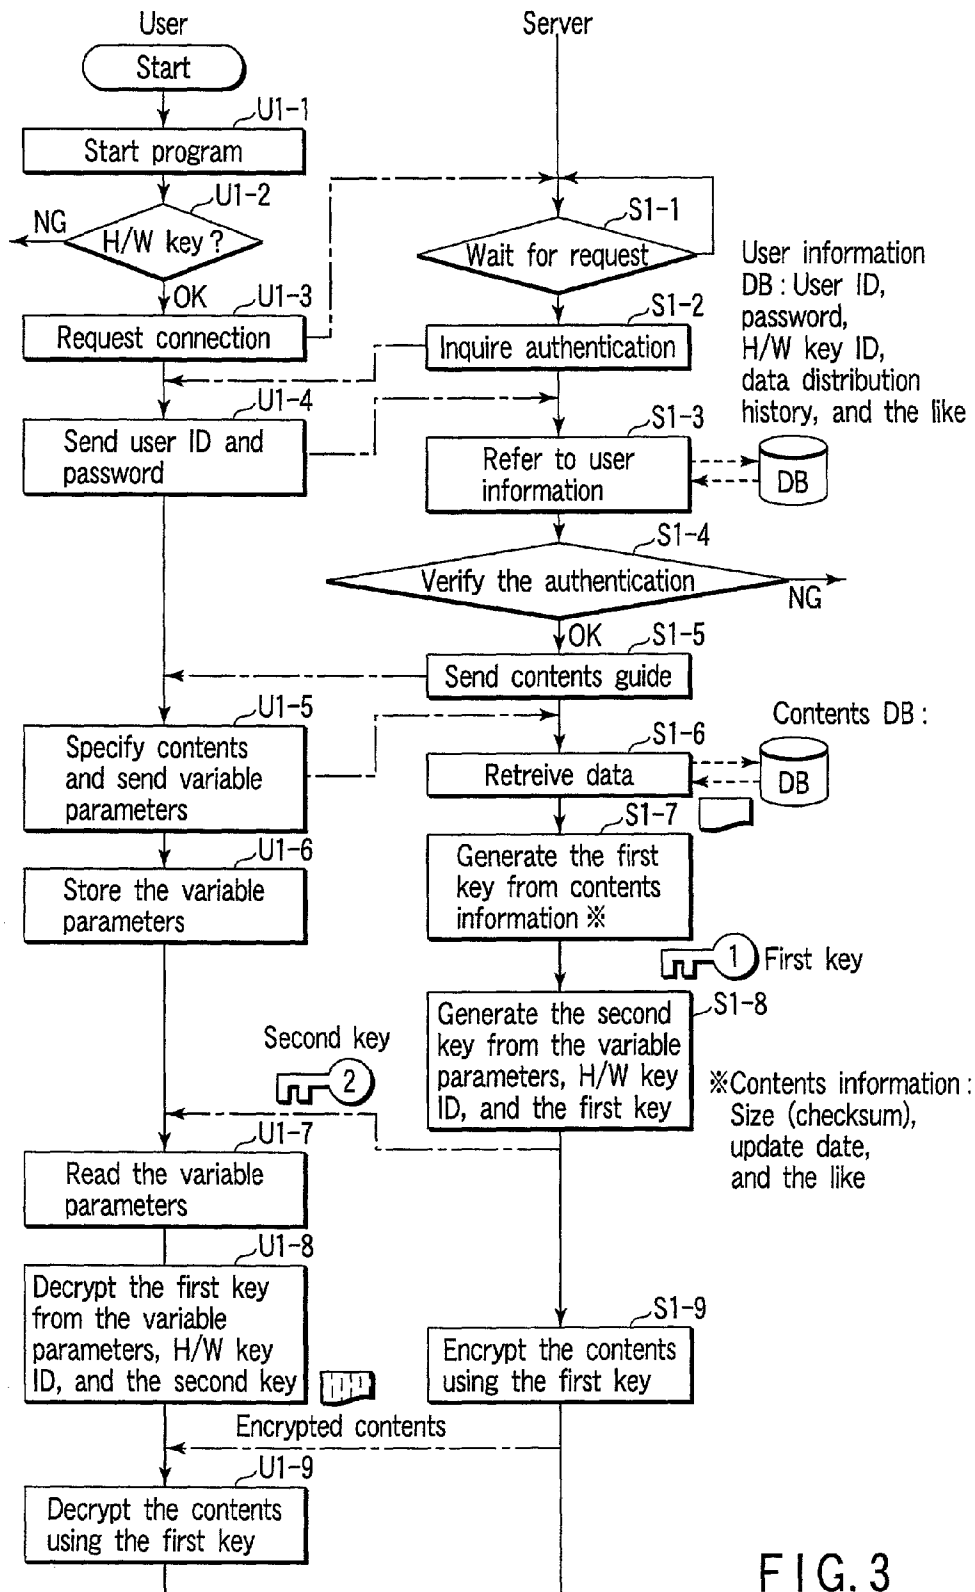 User
Server
Start
U1-1
Start program
U1-2
NG
H/W key?
OK
U1-3
Request connection
S1-1
Wait for request
S1-2
Inquire authentication
User information
DB : User ID,
password,
H/W key ID,
data distribution
history, and the like
U1-4
Send user ID and
password
S1-3
Refer to user
information
DB
S1-4
Verify the authentication
NG
OK
S1-5
Send contents guide
U1-5
Specify contents
and send variable
parameters
Contents DB :
S1-6
Retreive data
DB
U1-6
Store the variable
parameters
S1-7
Generate the first
key from contents
information ※
1 First key
S1-8
Generate the second
key from the variable
parameters, H/W key
ID, and the first key
Second key
2
※Contents information :
Size (checksum),
update date,
and the like
U1-7
Read the variable
parameters
U1-8
Decrypt the first key
from the variable
parameters, H/W key
ID, and the second key
S1-9
Encrypt the contents
using the first key
Encrypted contents
U1-9
Decrypt the contents
using the first key
FIG. 3